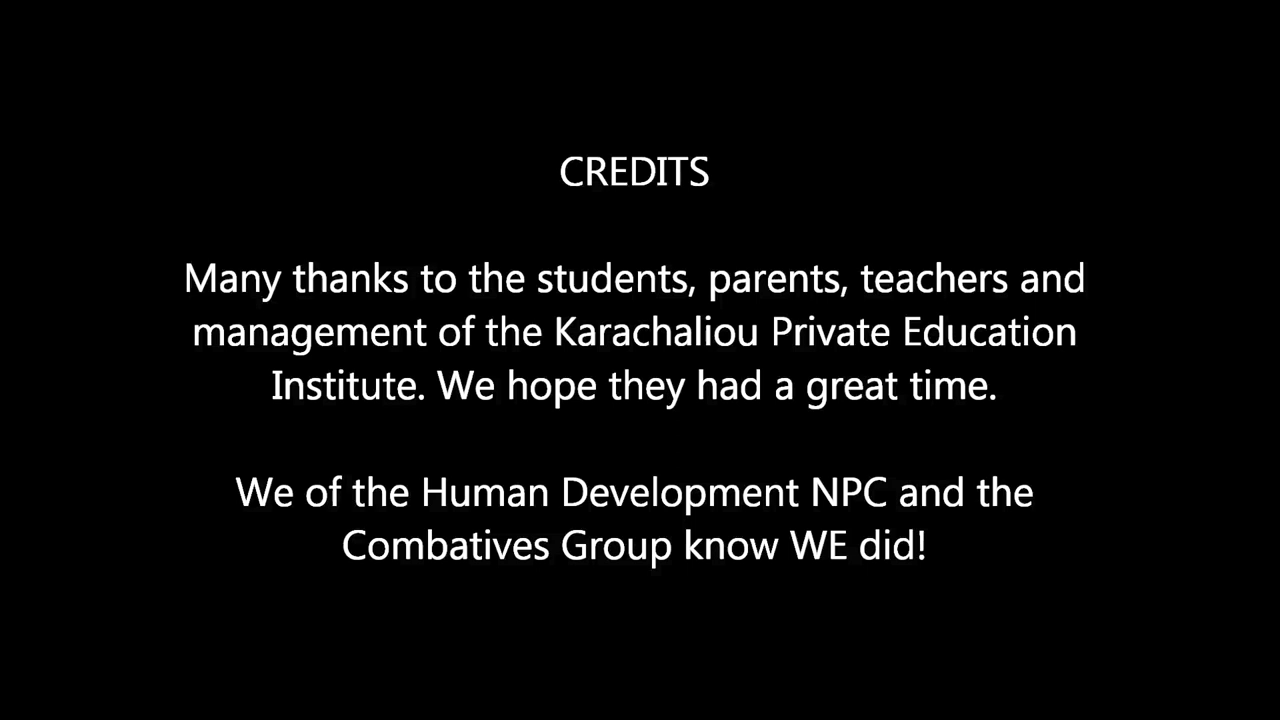 CREDITS
Many thanks to the students, parents, teachers and
management of the Karachaliou Private Education
Institute. We hope they had a great time.
We of the Human Development NPC and the
Combatives Group know WE did!